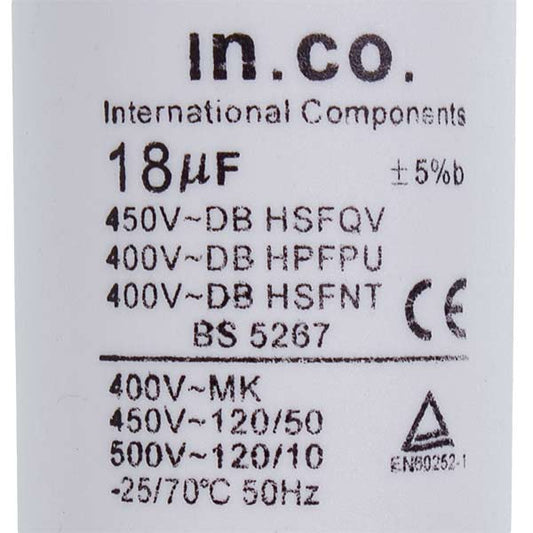 in.co.
International Components
18µF ±5%b
450V~DB HSFQV
400V~DB HPFPU
400V~DB HSFNT
BS 5267
CE
400V~MK
450V~120/50
500V~120/10
-25/70°C 50Hz
EN60252-1